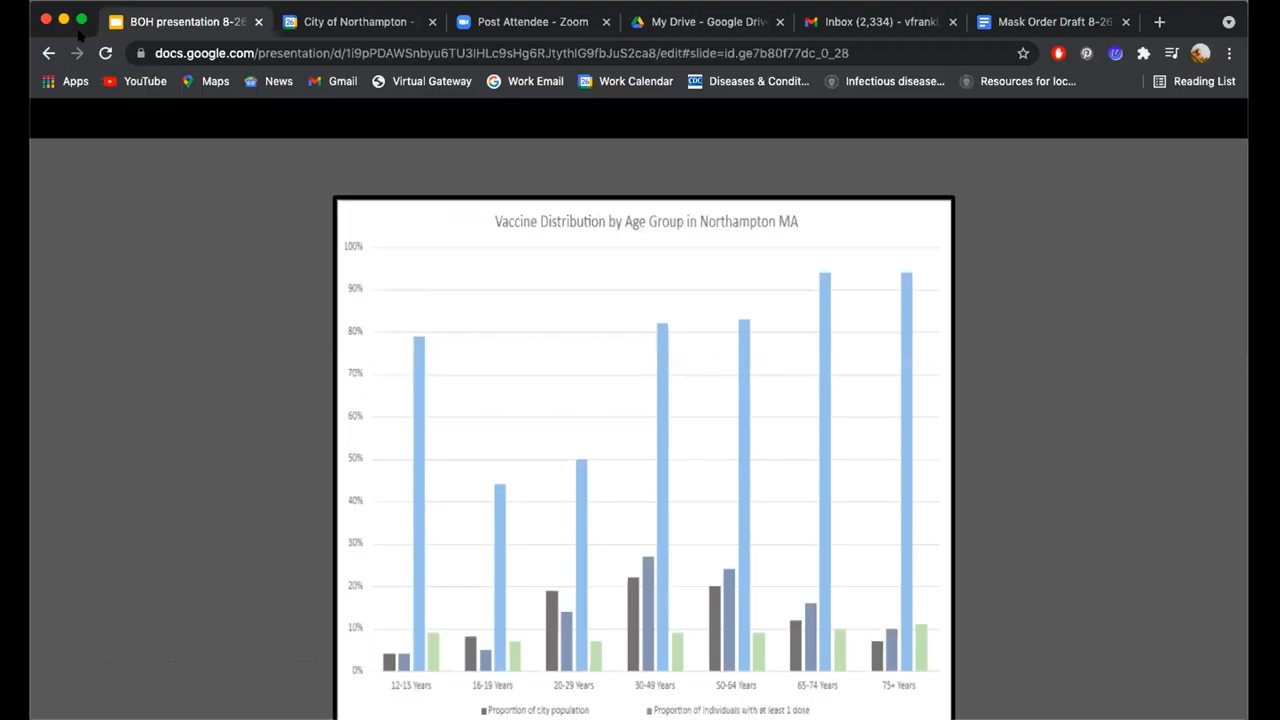 BOH presentation 8-26
City of Northampton -
Post Attendee - Zoom
My Drive - Google Driv
Inbox (2,334) - vfrankl
Mask Order Draft 8-26
docs.google.com/presentation/d/1i9pPDAWSnbyu6TU3IHLc9sHg6RJtythlG9fbJuS2ca8/edit#slide=id.ge7b80f77dc_0_28
Apps YouTube Maps News Gmail Virtual Gateway Work Email Work Calendar Diseases & Conditi... Infectious disease... Resources for loc... Reading List
Vaccine Distribution by Age Group in Northampton MA
100%
90%
80%
70%
60%
50%
40%
30%
20%
10%
0%
12-15 Years 16-19 Years 20-29 Years 30-49 Years 50-64 Years 65-74 Years 75+ Years
Proportion of city population Proportion of individuals with at least 1 dose